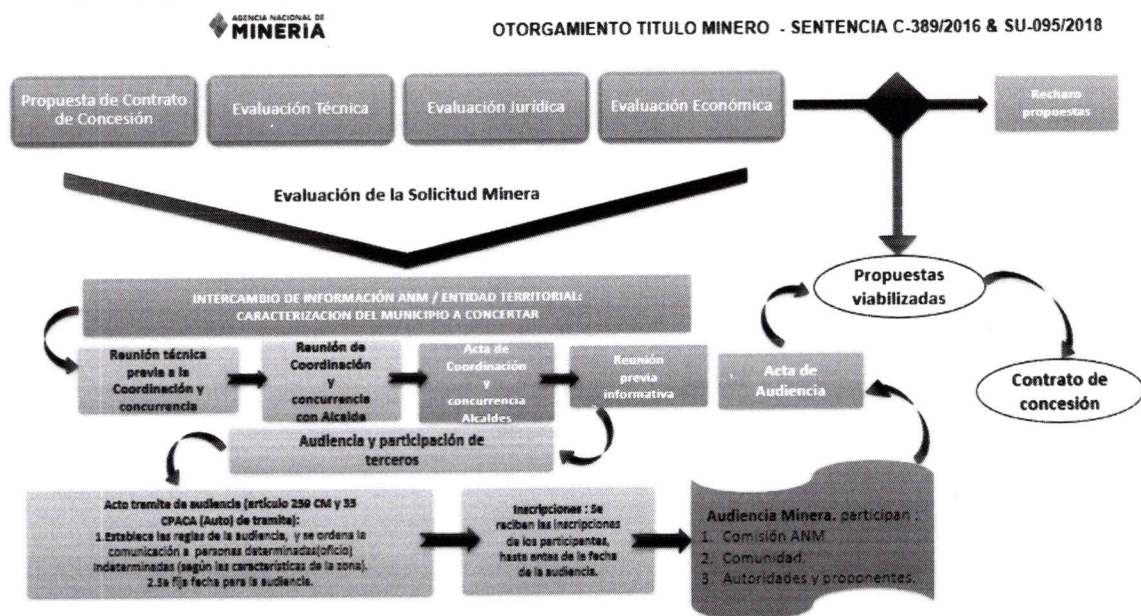 AGENCIA NACIONAL DE
MINERÍA
OTORGAMIENTO TITULO MINERO - SENTENCIA C-389/2016 & SU-095/2018
Propuesta de Contrato
de Concesión
Evaluación Técnica
Evaluación Jurídica
Evaluación Económica
Rechazo
propuestas
Evaluación de la Solicitud Minera
Propuestas
viabilizadas
INTERCAMBIO DE INFORMACIÓN ANM / ENTIDAD TERRITORIAL:
CARACTERIZACION DEL MUNICIPIO A CONCERTAR
Reunión técnica
previa a la
Coordinación y
concurrencia
Reunión de
Coordinación
y
concurrencia
con Alcalde
Acta de
Coordinación
y
concurrencia
Alcaldes
Reunión
previa
informativa
Acta de
Audiencia
Contrato de
concesión
Audiencia y participación de
terceros
Acto tramite de audiencia (artículo 259 CM y 35
CPACA (Auto) de tramite):
1.Establece las reglas de la audiencia, y se ordena la
comunicación a personas determinadas(oficio)
indeterminadas (según las características de la zona).
2.Se fija fecha para la audiencia.
Inscripciones : Se
reciben las inscripciones
de los participantes,
hasta antes de la fecha
de la audiencia.
Audiencia Minera. participan :
1. Comisión ANM
2. Comunidad.
3. Autoridades y proponentes.